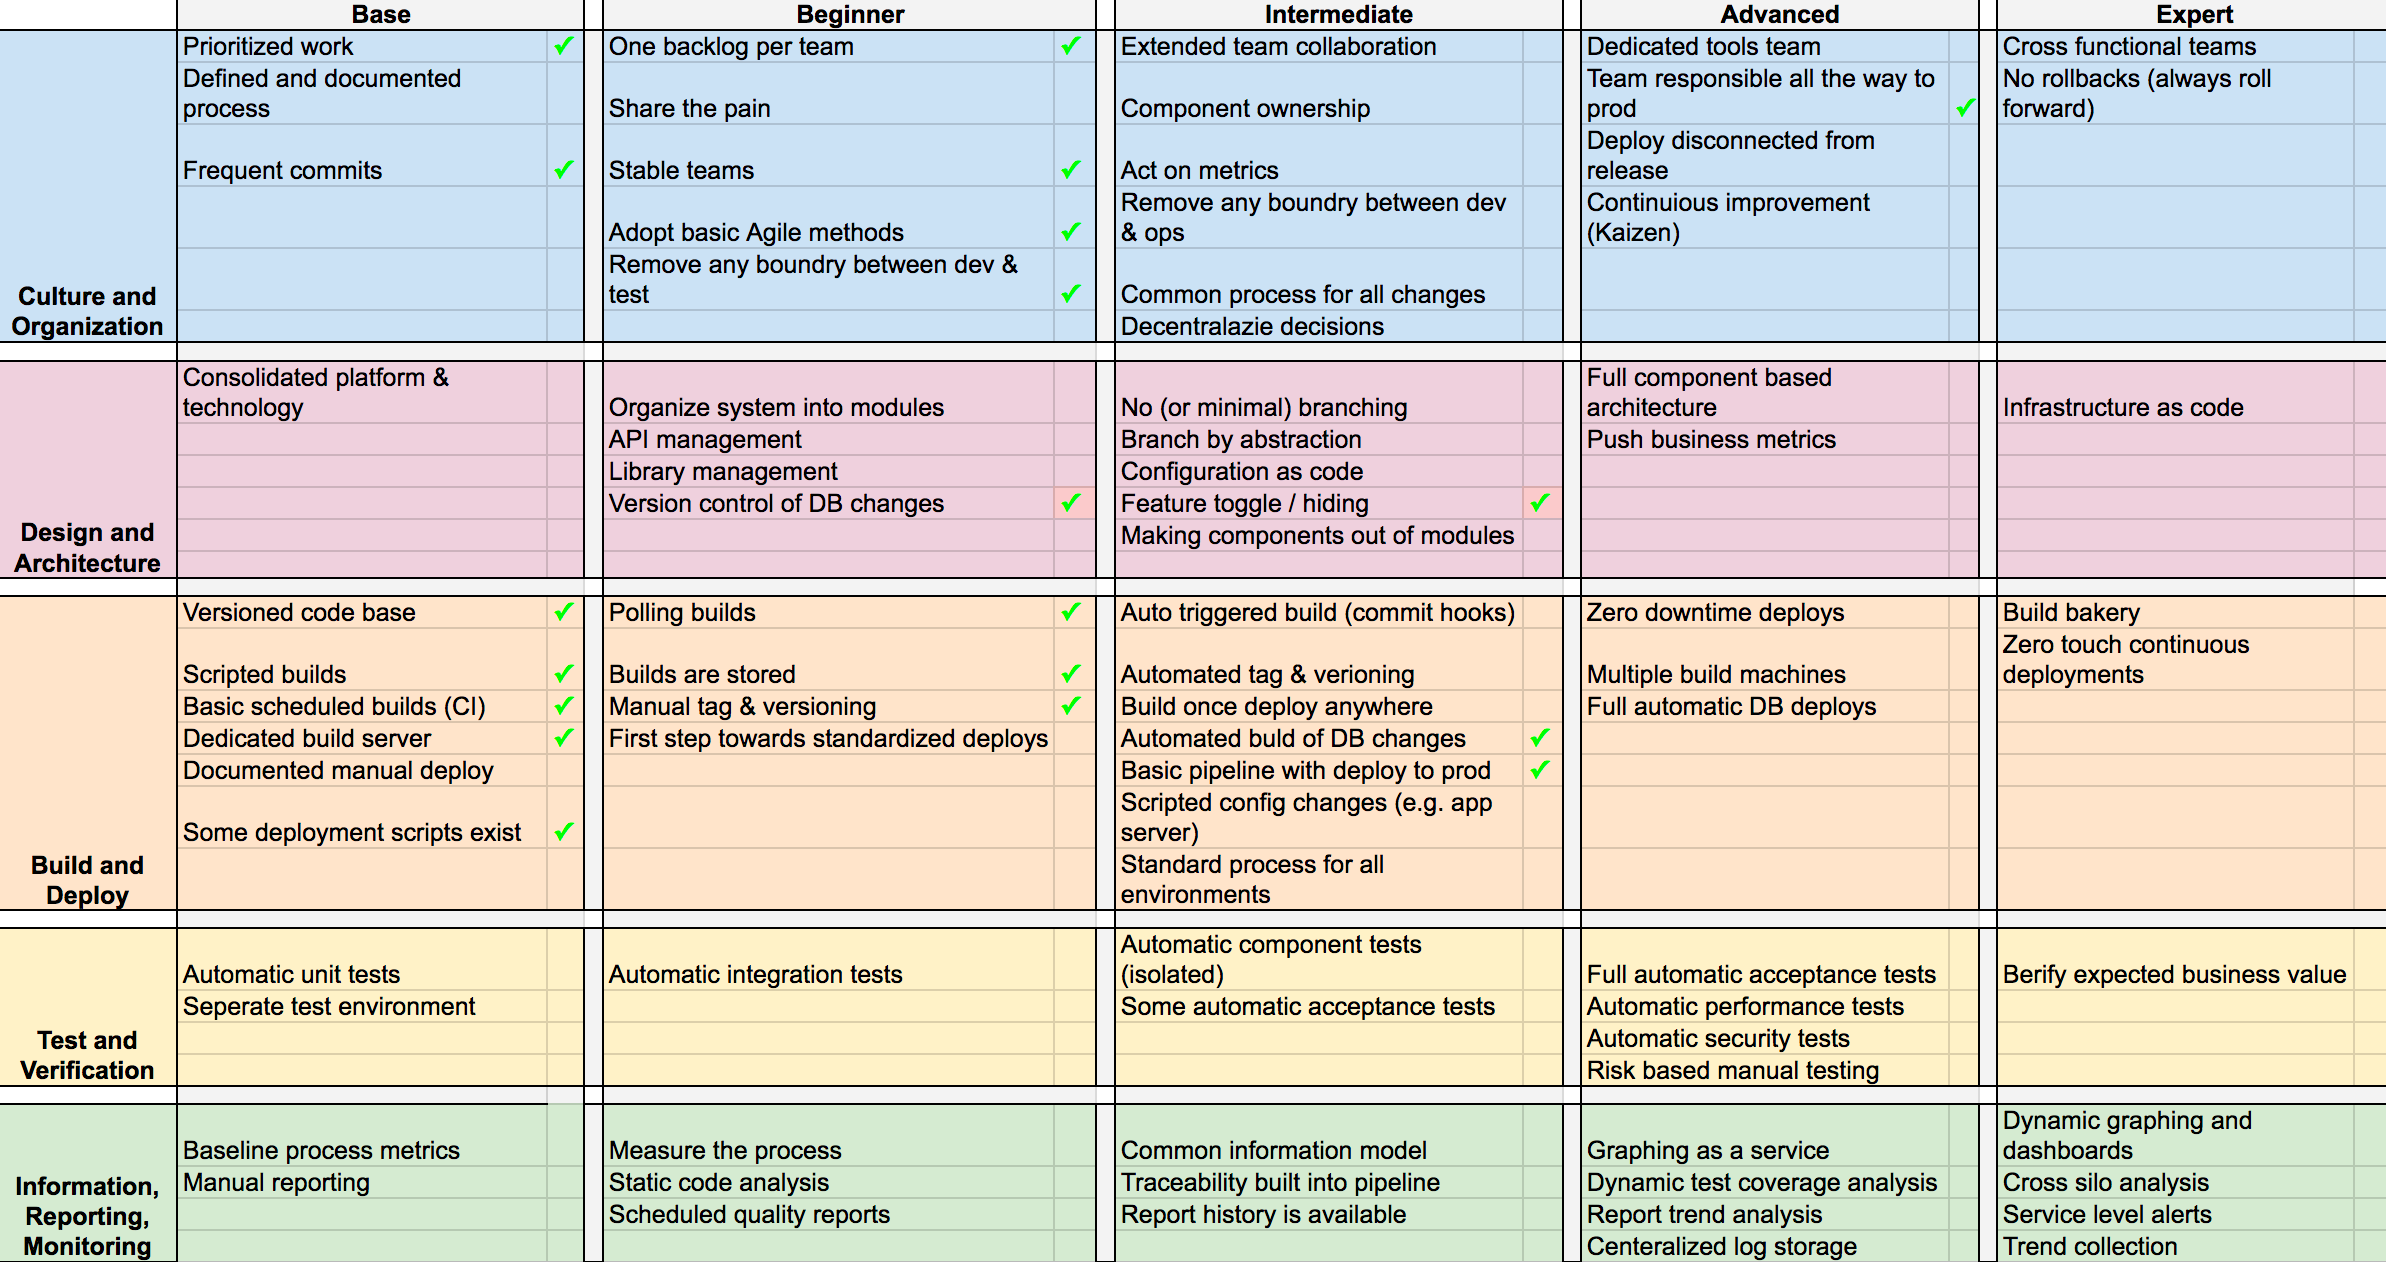 Base Beginner Intermediate Advanced Expert
Culture and
Organization
Prioritized work ✓ One backlog per team ✓ Extended team collaboration Dedicated tools team Cross functional teams
Defined and documented
process
Share the pain
Component ownership
Team responsible all the way to
prod ✓
No rollbacks (always roll
forward)
Frequent commits ✓ Stable teams ✓ Act on metrics
Deploy disconnected from
release
Adopt basic Agile methods ✓
Remove any boundry between dev
& ops
Continuious improvement
(Kaizen)
Remove any boundry between dev &
test ✓
Common process for all changes
Decentralazie decisions
Design and
Architecture
Consolidated platform &
technology
Organize system into modules
No (or minimal) branching
Full component based
architecture
Infrastructure as code
API management Branch by abstraction Push business metrics
Library management Configuration as code
Version control of DB changes ✓ Feature toggle / hiding ✓
Making components out of modules
Build and
Deploy
Versioned code base ✓ Polling builds ✓ Auto triggered build (commit hooks) Zero downtime deploys Build bakery
Scripted builds ✓ Builds are stored ✓ Automated tag & verioning Multiple build machines
Zero touch continuous
deployments
Basic scheduled builds (CI) ✓ Manual tag & versioning ✓ Build once deploy anywhere Full automatic DB deploys
Dedicated build server ✓ First step towards standardized deploys Automated buld of DB changes ✓
Documented manual deploy Basic pipeline with deploy to prod ✓
Some deployment scripts exist ✓
Scripted config changes (e.g. app
server)
Standard process for all
environments
Test and
Verification
Automatic unit tests Automatic integration tests
Automatic component tests
(isolated)
Full automatic acceptance tests Berify expected business value
Seperate test environment Some automatic acceptance tests Automatic performance tests
Automatic security tests
Risk based manual testing
Information,
Reporting,
Monitoring
Baseline process metrics Measure the process Common information model Graphing as a service
Dynamic graphing and
dashboards
Manual reporting Static code analysis Traceability built into pipeline Dynamic test coverage analysis Cross silo analysis
Scheduled quality reports Report history is available Report trend analysis Service level alerts
Centeralized log storage Trend collection